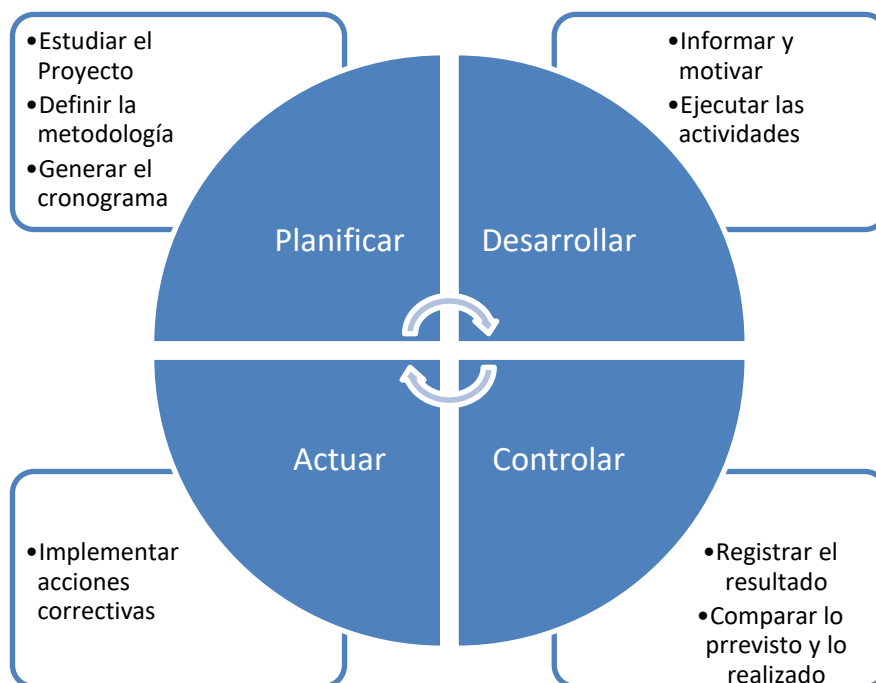 •Estudiar el
Proyecto
•Definir la
metodología
•Generar el
cronograma
•Informar y
motivar
•Ejecutar las
actividades
Planificar
Desarrollar
Actuar
Controlar
•Implementar
acciones
correctivas
•Registrar el
resultado
•Comparar lo
prrevisto y lo
realizado